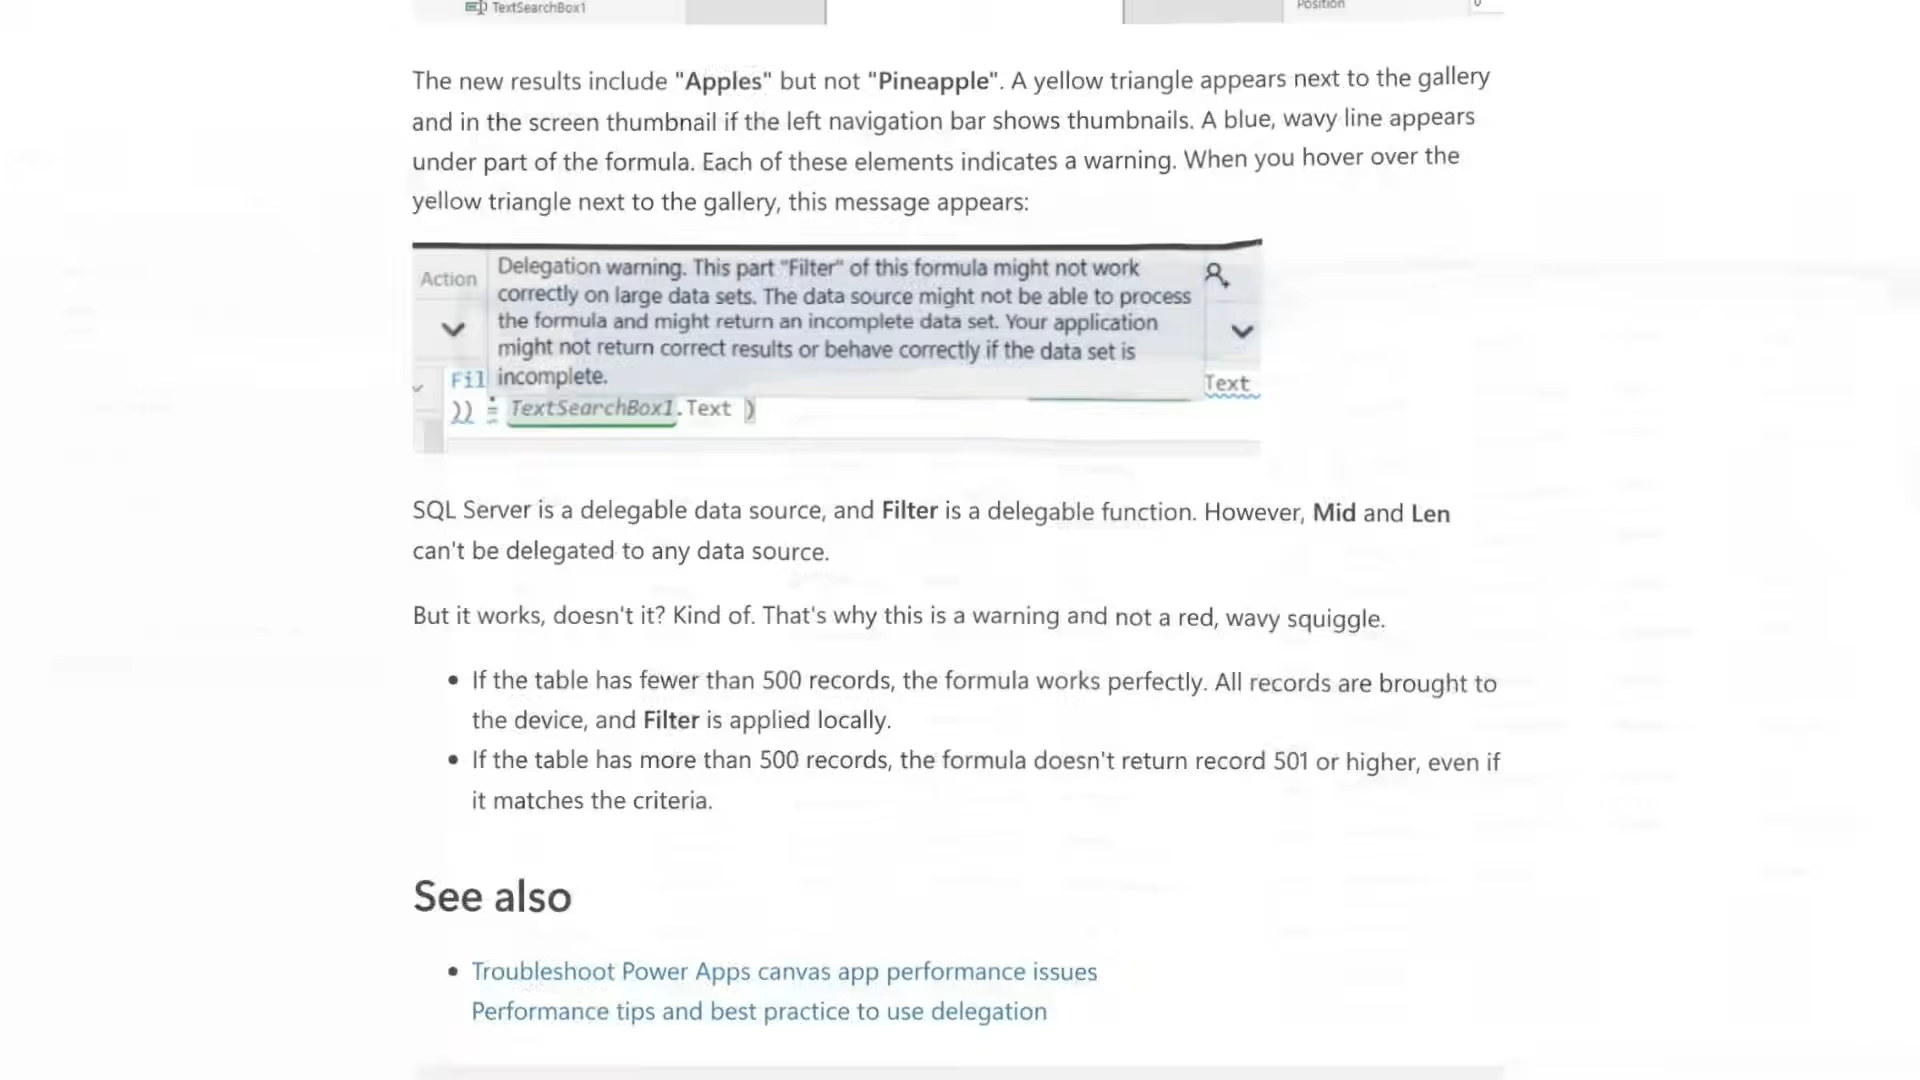 TextSearchBox1
Position
0
The new results include "Apples" but not "Pineapple". A yellow triangle appears next to the gallery
and in the screen thumbnail if the left navigation bar shows thumbnails. A blue, wavy line appears
under part of the formula. Each of these elements indicates a warning. When you hover over the
yellow triangle next to the gallery, this message appears:
Action
Delegation warning. This part "Filter" of this formula might not work
correctly on large data sets. The data source might not be able to process
the formula and might return an incomplete data set. Your application
might not return correct results or behave correctly if the data set is
incomplete.
Fil
Text
)) = TextSearchBox1.Text )
SQL Server is a delegable data source, and Filter is a delegable function. However, Mid and Len
can't be delegated to any data source.
But it works, doesn't it? Kind of. That's why this is a warning and not a red, wavy squiggle.
• If the table has fewer than 500 records, the formula works perfectly. All records are brought to
the device, and Filter is applied locally.
• If the table has more than 500 records, the formula doesn't return record 501 or higher, even if
it matches the criteria.
See also
• Troubleshoot Power Apps canvas app performance issues
Performance tips and best practice to use delegation